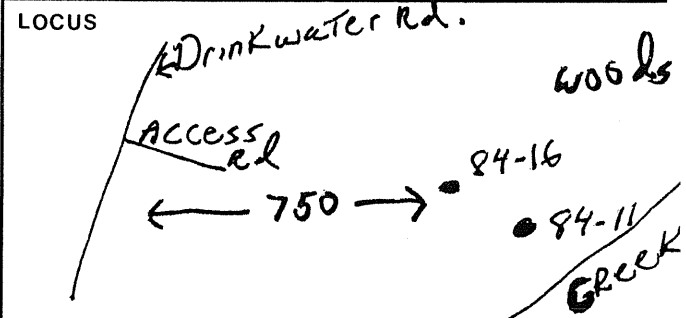 LOCUS
Drinkwater Rd.
woods
Access
Rd
84-16
750
84-11
Greek